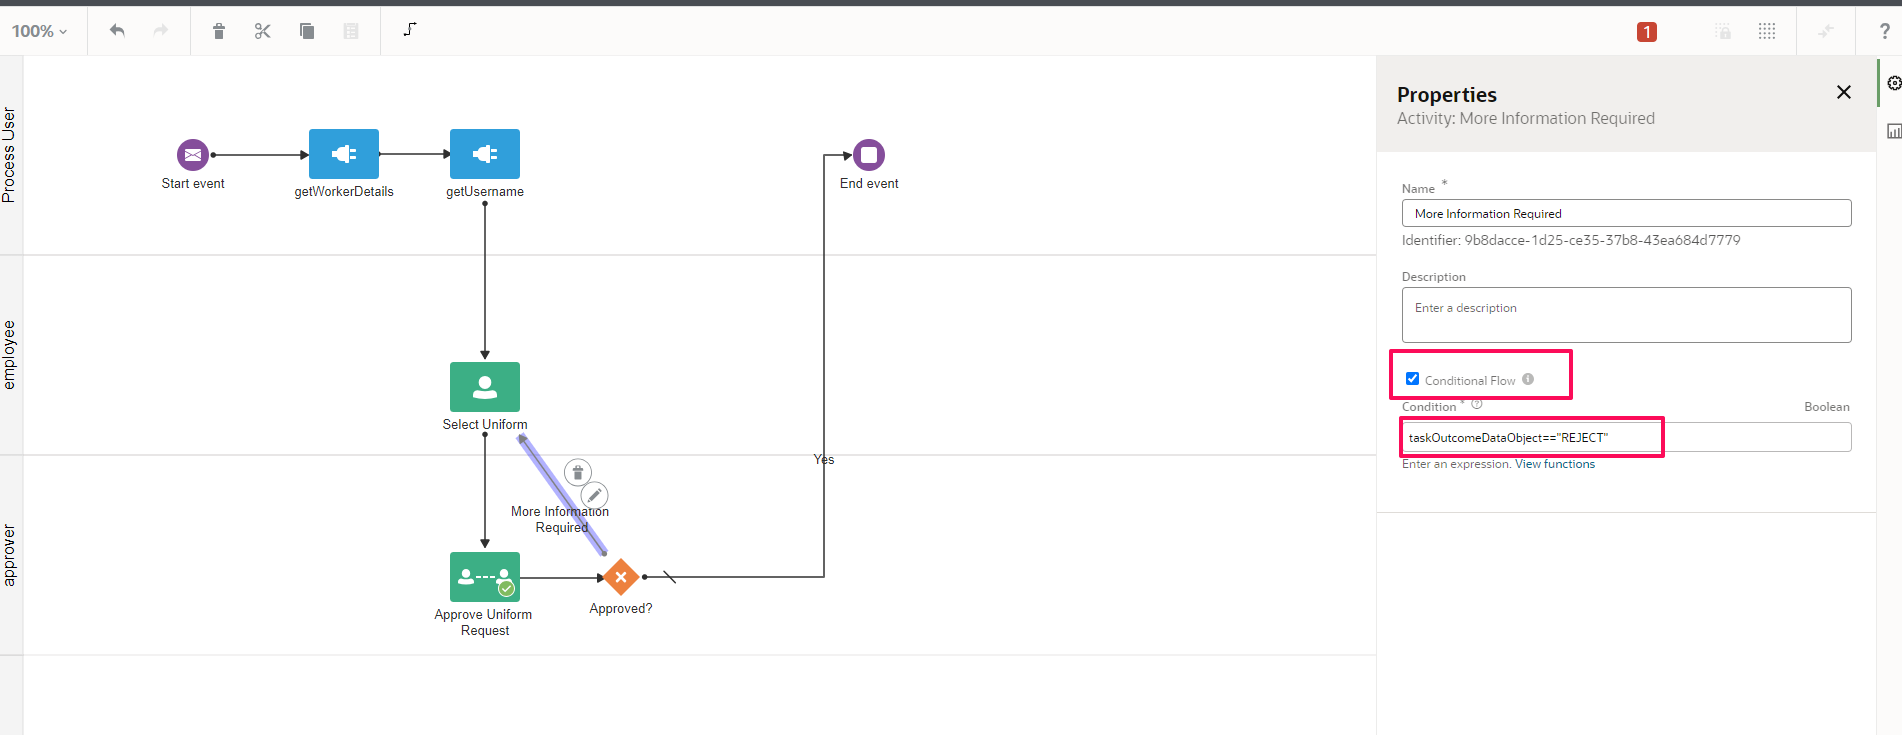 100%
1
?
Process User
Start event
getWorkerDetails
getUsername
End event
employee
Select Uniform
Yes
More Information
Required
approver
Approve Uniform
Request
Approved?
Properties
Activity: More Information Required
Name *
More Information Required
Identifier: 9b8dacce-1d25-ce35-37b8-43ea684d7779
Description
Enter a description
Conditional Flow
Condition * Boolean
taskOutcomeDataObject=="REJECT"
Enter an expression. View functions